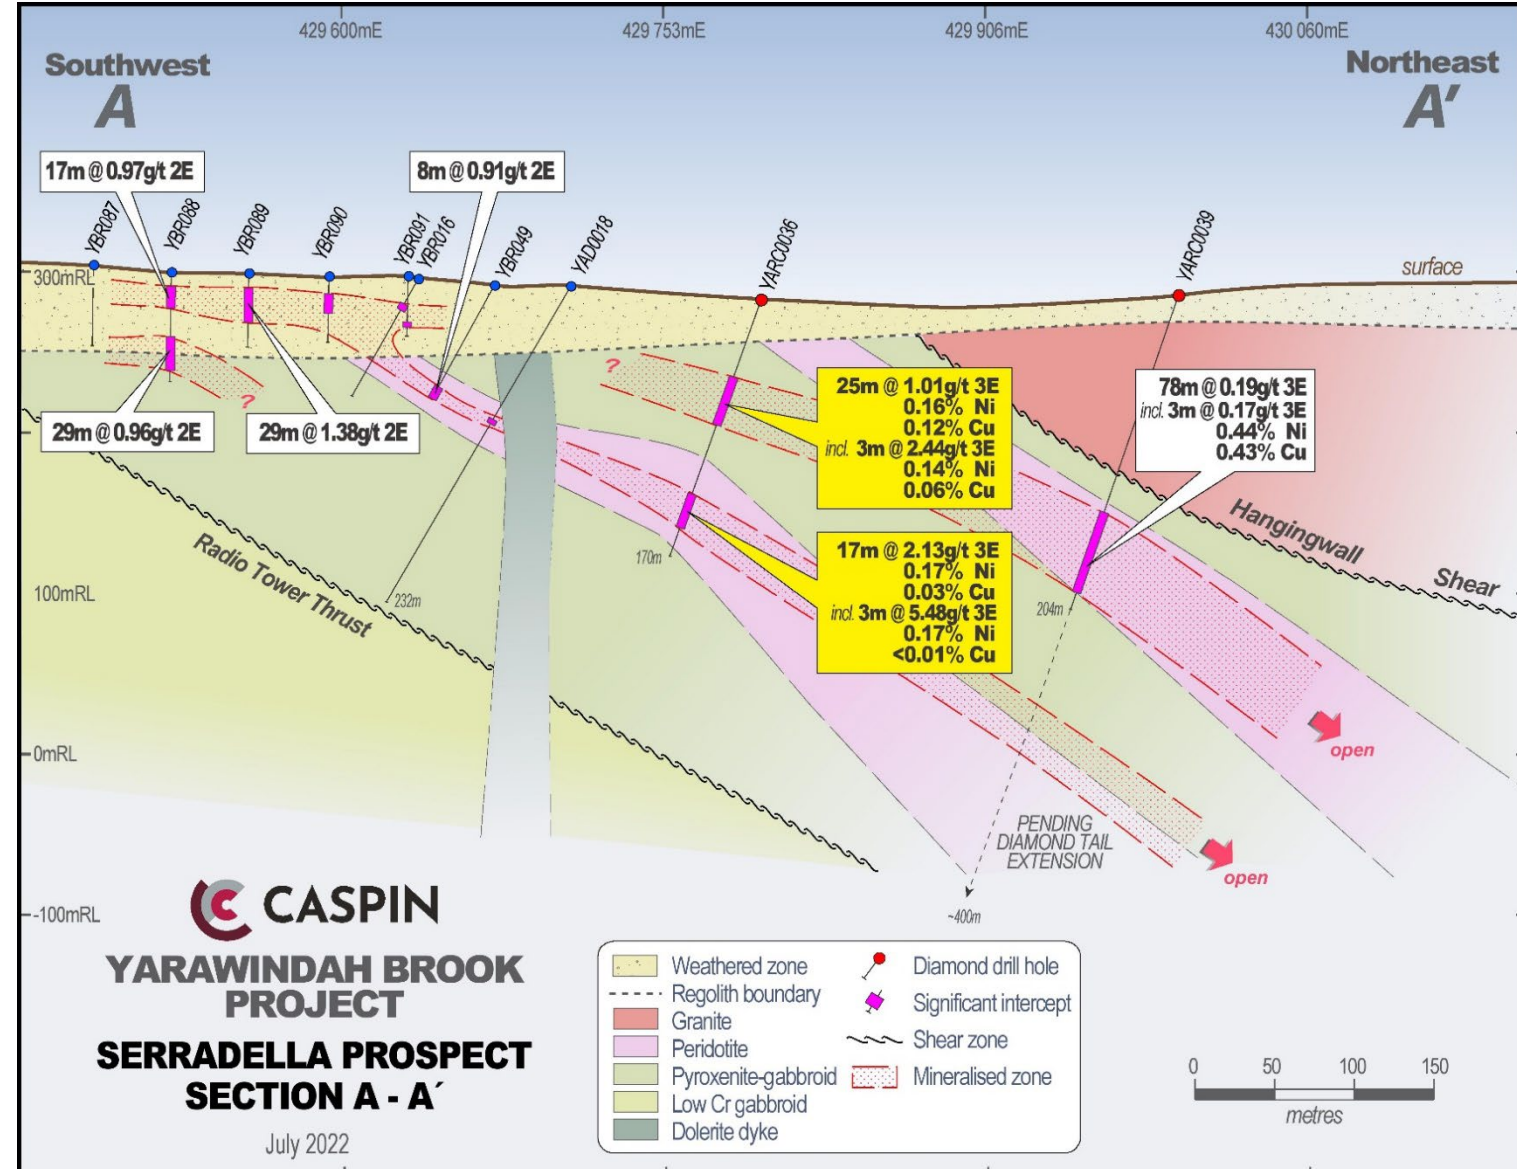 429 600mE
429 753mE
429 906mE
430 060mE
Southwest
A
Northeast
A′
17m @ 0.97g/t 2E
8m @ 0.91g/t 2E
YBR087
YBR088
YBR089
YBR090
YBR091
YBR016
YBR049
YAD0018
YARC0036
YARC0039
300mRL
surface
?
?
29m @ 0.96g/t 2E
29m @ 1.38g/t 2E
25m @ 1.01g/t 3E
0.16% Ni
0.12% Cu
incl. 3m @ 2.44g/t 3E
0.14% Ni
0.06% Cu
78m @ 0.19g/t 3E
incl. 3m @ 0.17g/t 3E
0.44% Ni
0.43% Cu
17m @ 2.13g/t 3E
0.17% Ni
0.03% Cu
incl. 3m @ 5.48g/t 3E
0.17% Ni
<0.01% Cu
Hangingwall
Shear
Radio Tower Thrust
170m
232m
204m
100mRL
0mRL
open
open
PENDING
DIAMOND TAIL
EXTENSION
~400m
-100mRL
CASPIN
YARAWINDAH BROOK
PROJECT
SERRADELLA PROSPECT
SECTION A - A′
July 2022
Weathered zone
Regolith boundary
Granite
Peridotite
Pyroxenite-gabbroid
Low Cr gabbroid
Dolerite dyke
Diamond drill hole
Significant intercept
Shear zone
Mineralised zone
0 50 100 150
metres